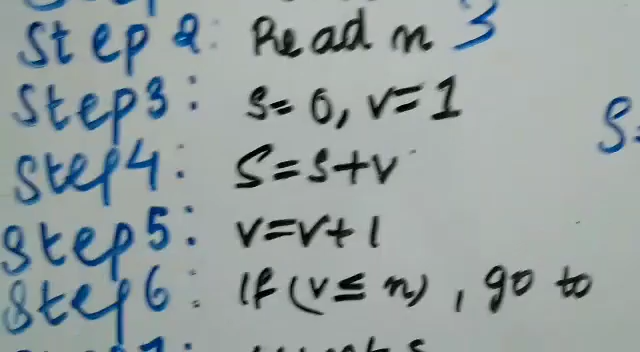 Step 2: Read n 3
Step3: s= 0, v=1
S=
Step4: S=s+v
Step5: v=v+1
Step6: If (v≤ n), go to